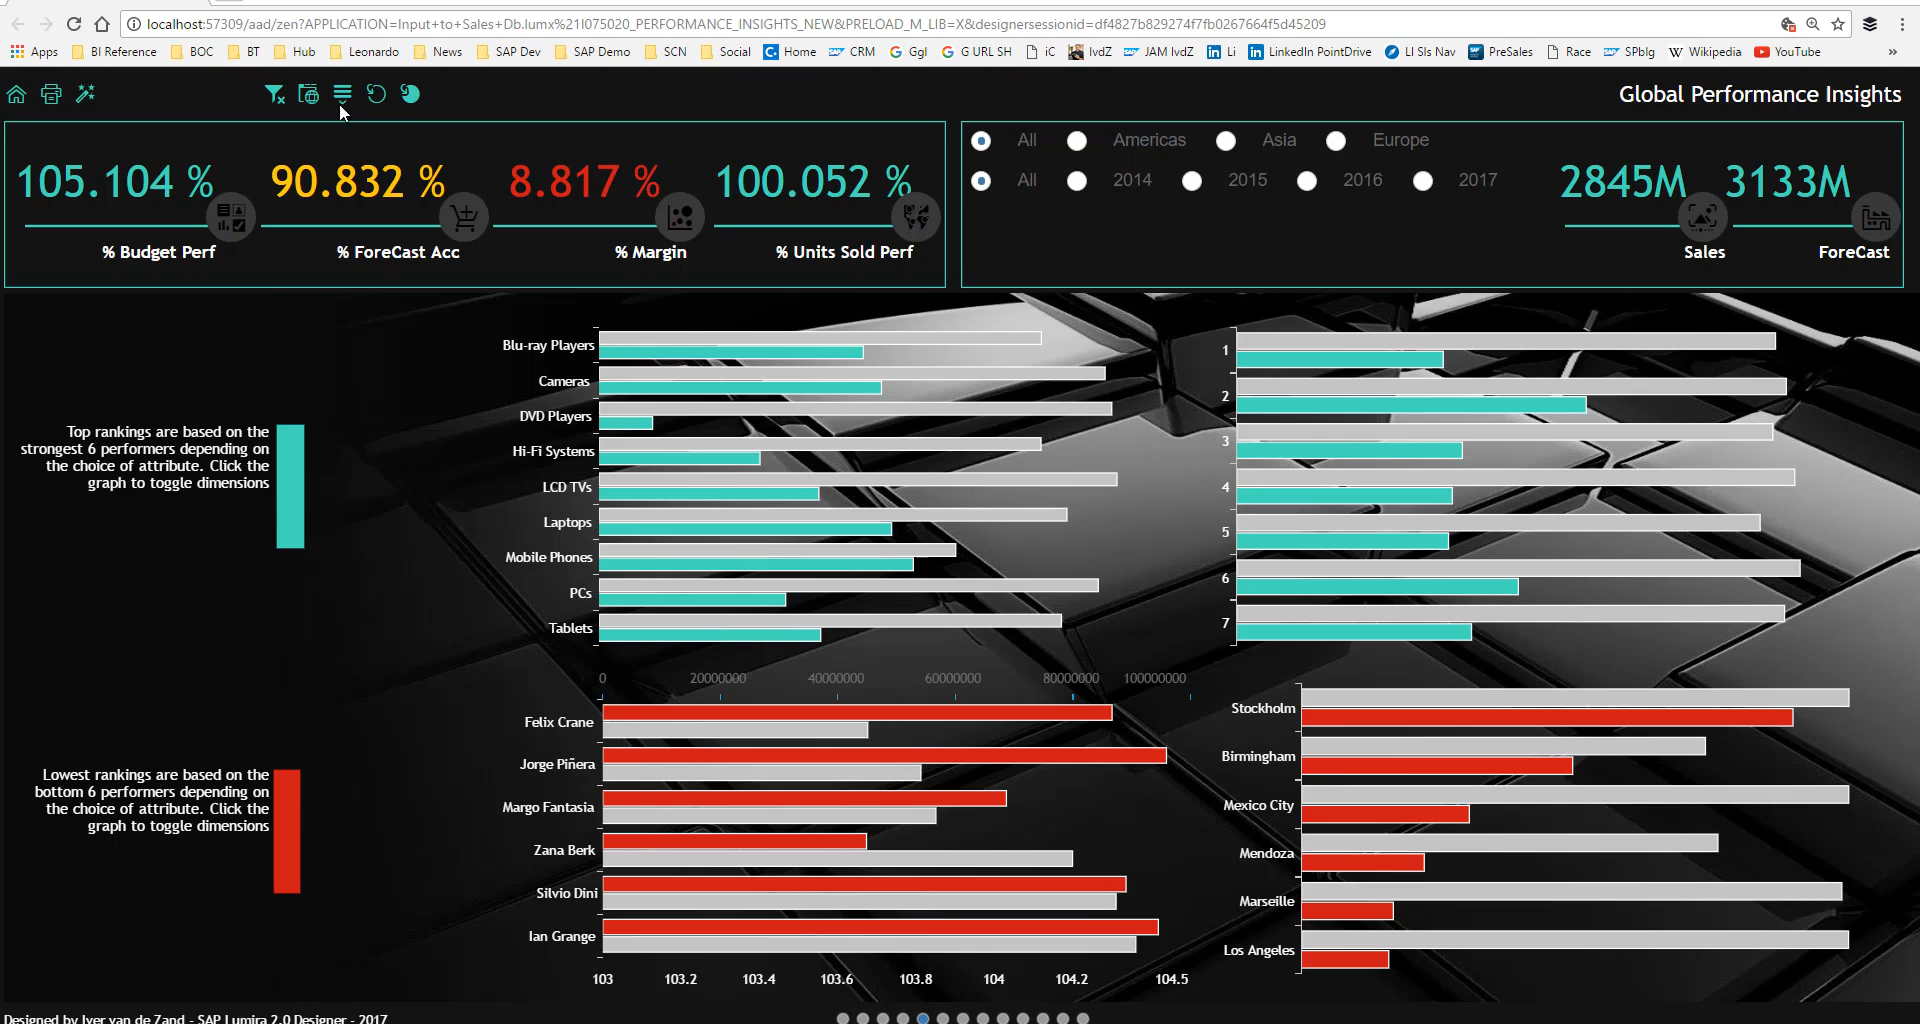 localhost:57309/aad/zen?APPLICATION=Input+to+Sales+Db.lumx%21I075020_PERFORMANCE_INSIGHTS_NEW&PRELOAD_M_LIB=X&designersessionid=df4827b829274f7fb0267664f5d45209
Apps BI Reference BOC BT Hub Leonardo News SAP Dev SAP Demo SCN Social Home CRM Ggl G URL SH iC IvdZ JAM IvdZ Li LinkedIn PointDrive LI Sls Nav PreSales Race SPblg Wikipedia YouTube »
Global Performance Insights
105.104 % 90.832 % 8.817 % 100.052 %
% Budget Perf % ForeCast Acc % Margin % Units Sold Perf
All Americas Asia Europe
All 2014 2015 2016 2017
2845M 3133M
Sales ForeCast
Top rankings are based on the
strongest 6 performers depending on
the choice of attribute. Click the
graph to toggle dimensions
Blu-ray Players
Cameras
DVD Players
Hi-Fi Systems
LCD TVs
Laptops
Mobile Phones
PCs
Tablets
0 20000000 40000000 60000000 80000000 100000000
1
2
3
4
5
6
7
Lowest rankings are based on the
bottom 6 performers depending on
the choice of attribute. Click the
graph to toggle dimensions
Felix Crane
Jorge Piñera
Margo Fantasia
Zana Berk
Silvio Dini
Ian Grange
103 103.2 103.4 103.6 103.8 104 104.2 104.5
Stockholm
Birmingham
Mexico City
Mendoza
Marseille
Los Angeles
Designed by Iver van de Zand - SAP Lumira 2.0 Designer - 2017